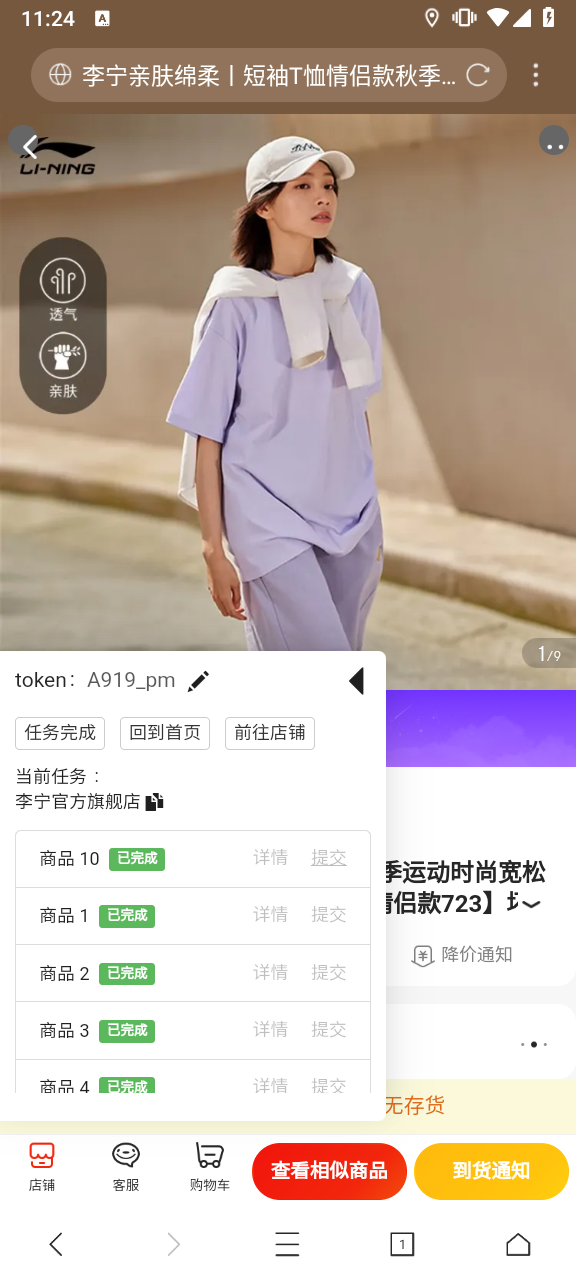 11:24
A
李宁亲肤绵柔丨短袖T恤情侣款秋季...
LI-NING
透气
亲肤
1/9
token： A919_pm
任务完成 回到首页 前往店铺
当前任务：
李宁官方旗舰店
商品 10 已完成 详情 提交
商品 1 已完成 详情 提交
商品 2 已完成 详情 提交
商品 3 已完成 详情 提交
商品 4 已完成 详情 提交
季运动时尚宽松
情侣款723】
降价通知
无存货
店铺 客服 购物车 查看相似商品 到货通知
1